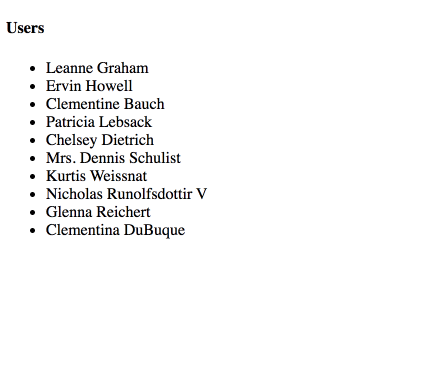 Users
Leanne Graham
Ervin Howell
Clementine Bauch
Patricia Lebsack
Chelsey Dietrich
Mrs. Dennis Schulist
Kurtis Weissnat
Nicholas Runolfsdottir V
Glenna Reichert
Clementina DuBuque